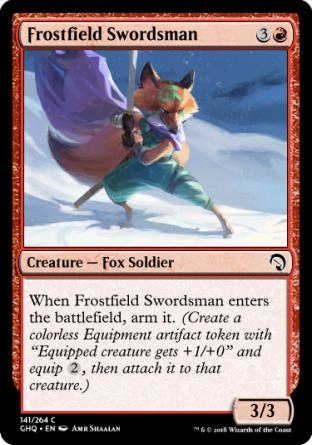 Frostfield Swordsman 3
Creature — Fox Soldier
When Frostfield Swordsman enters
the battlefield, arm it. (Create a
colorless Equipment artifact token with
“Equipped creature gets +1/+0” and
equip 2, then attach it to that
creature.)
3/3
141/264 C
GHQ • EN Amr Shaalan
™ & © 2018 Wizards of the Coast